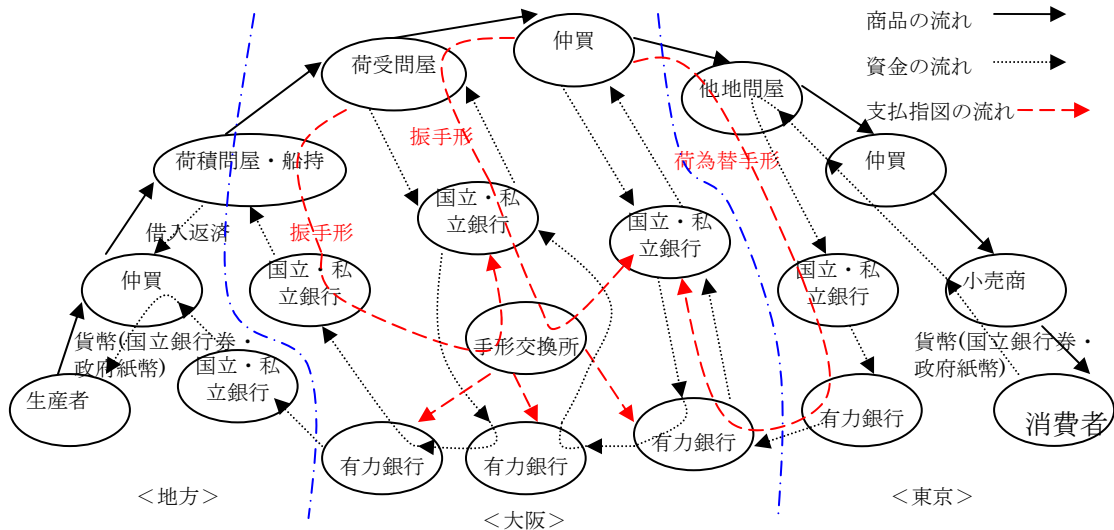 商品の流れ
資金の流れ
支払指図の流れ
仲買
荷受問屋
他地問屋
振手形
荷為替手形
荷積問屋・船持
仲買
国立・私
立銀行
国立・私
立銀行
借入返済
振手形
仲買
国立・私
立銀行
国立・私
立銀行
小売商
貨幣(国立銀行券・
政府紙幣)
手形交換所
貨幣(国立銀行券・
政府紙幣)
国立・私
立銀行
生産者
消費者
有力銀行
有力銀行
有力銀行
有力銀行
<地方>
<大阪>
<東京>